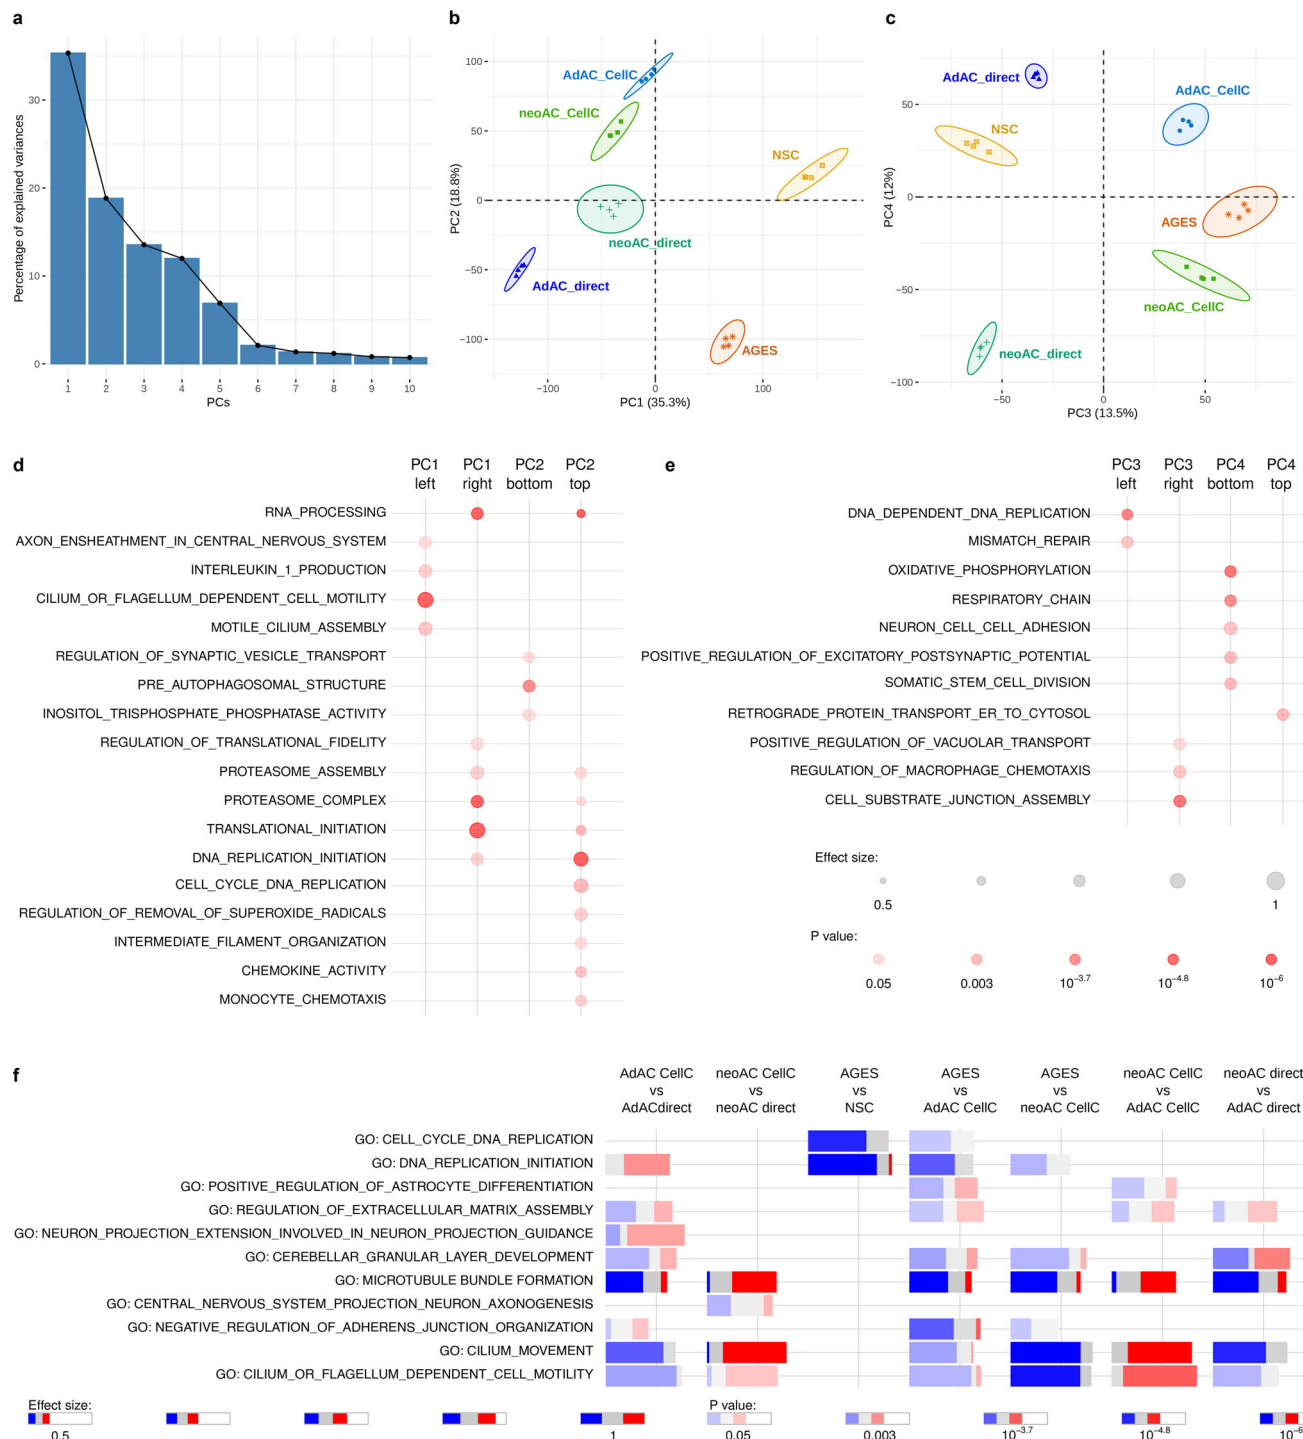 a
Percentage of explained variances
30
20
10
0
1 2 3 4 5 6 7 8 9 10
PCs
b
PC2 (18.8%)
100
50
0
−50
−100
AdAC_CellC
neoAC_CellC
NSC
neoAC_direct
AdAC_direct
AGES
−100 0 100
PC1 (35.3%)
c
PC4 (12%)
50
0
−50
−100
AdAC_direct
AdAC_CellC
NSC
AGES
neoAC_CellC
neoAC_direct
−50 0 50
PC3 (13.5%)
d
PC1 PC1 PC2 PC2
left right bottom top
RNA_PROCESSING
AXON_ENSHEATHMENT_IN_CENTRAL_NERVOUS_SYSTEM
INTERLEUKIN_1_PRODUCTION
CILIUM_OR_FLAGELLUM_DEPENDENT_CELL_MOTILITY
MOTILE_CILIUM_ASSEMBLY
REGULATION_OF_SYNAPTIC_VESICLE_TRANSPORT
PRE_AUTOPHAGOSOMAL_STRUCTURE
INOSITOL_TRISPHOSPHATE_PHOSPHATASE_ACTIVITY
REGULATION_OF_TRANSLATIONAL_FIDELITY
PROTEASOME_ASSEMBLY
PROTEASOME_COMPLEX
TRANSLATIONAL_INITIATION
DNA_REPLICATION_INITIATION
CELL_CYCLE_DNA_REPLICATION
REGULATION_OF_REMOVAL_OF_SUPEROXIDE_RADICALS
INTERMEDIATE_FILAMENT_ORGANIZATION
CHEMOKINE_ACTIVITY
MONOCYTE_CHEMOTAXIS
e
PC3 PC3 PC4 PC4
left right bottom top
DNA_DEPENDENT_DNA_REPLICATION
MISMATCH_REPAIR
OXIDATIVE_PHOSPHORYLATION
RESPIRATORY_CHAIN
NEURON_CELL_CELL_ADHESION
POSITIVE_REGULATION_OF_EXCITATORY_POSTSYNAPTIC_POTENTIAL
SOMATIC_STEM_CELL_DIVISION
RETROGRADE_PROTEIN_TRANSPORT_ER_TO_CYTOSOL
POSITIVE_REGULATION_OF_VACUOLAR_TRANSPORT
REGULATION_OF_MACROPHAGE_CHEMOTAXIS
CELL_SUBSTRATE_JUNCTION_ASSEMBLY
Effect size:
0.5 1
P value:
0.05 0.003 10−3.7 10−4.8 10−6
f
AdAC CellC neoAC CellC AGES AGES AGES neoAC CellC neoAC direct
vs vs vs vs vs vs vs
AdACdirect neoAC direct NSC AdAC CellC neoAC CellC AdAC CellC AdAC direct
GO: CELL_CYCLE_DNA_REPLICATION
GO: DNA_REPLICATION_INITIATION
GO: POSITIVE_REGULATION_OF_ASTROCYTE_DIFFERENTIATION
GO: REGULATION_OF_EXTRACELLULAR_MATRIX_ASSEMBLY
GO: NEURON_PROJECTION_EXTENSION_INVOLVED_IN_NEURON_PROJECTION_GUIDANCE
GO: CEREBELLAR_GRANULAR_LAYER_DEVELOPMENT
GO: MICROTUBULE BUNDLE FORMATION
GO: CENTRAL_NERVOUS_SYSTEM_PROJECTION_NEURON_AXONOGENESIS
GO: NEGATIVE_REGULATION_OF_ADHERENS_JUNCTION_ORGANIZATION
GO: CILIUM_MOVEMENT
GO: CILIUM_OR_FLAGELLUM_DEPENDENT_CELL_MOTILITY
Effect size: P value:
0.5 1 0.05 0.003 10−3.7 10−4.8 10−6